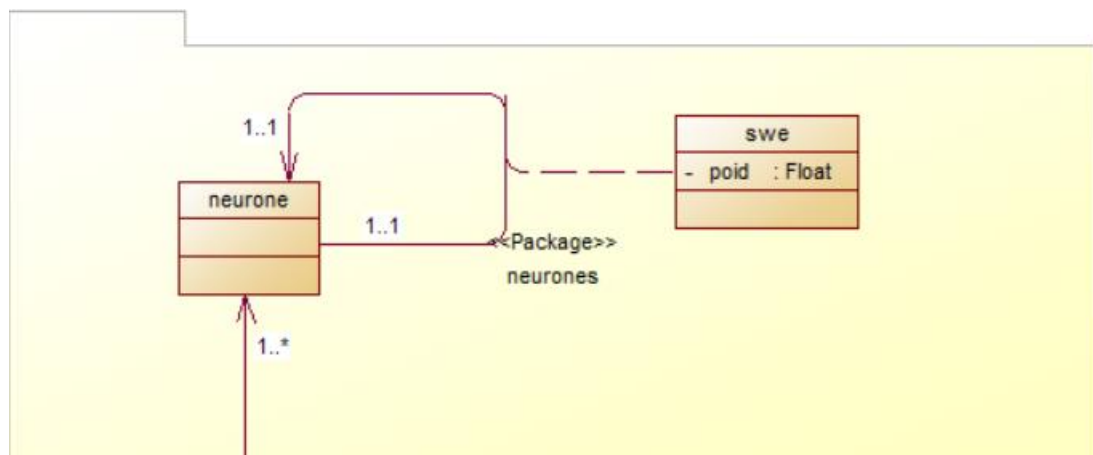 1..1
swe
- poid : Float
neurone
1..1
<<Package>>
neurones
1..*